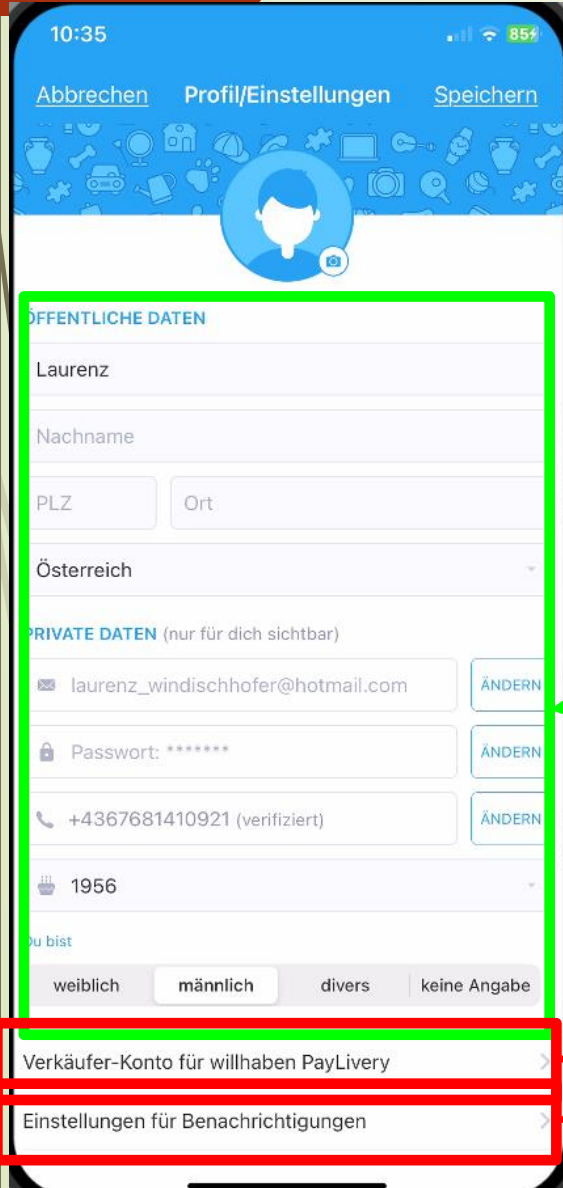 10:35
85
Abbrechen Profil/Einstellungen Speichern
ÖFFENTLICHE DATEN
Laurenz
Nachname
PLZ Ort
Österreich
PRIVATE DATEN (nur für dich sichtbar)
laurenz_windischhofer@hotmail.com ÄNDERN
Passwort: ******* ÄNDERN
+4367681410921 (verifiziert) ÄNDERN
1956
Du bist
weiblich männlich divers keine Angabe
Verkäufer-Konto für willhaben PayLivery
Einstellungen für Benachrichtigungen